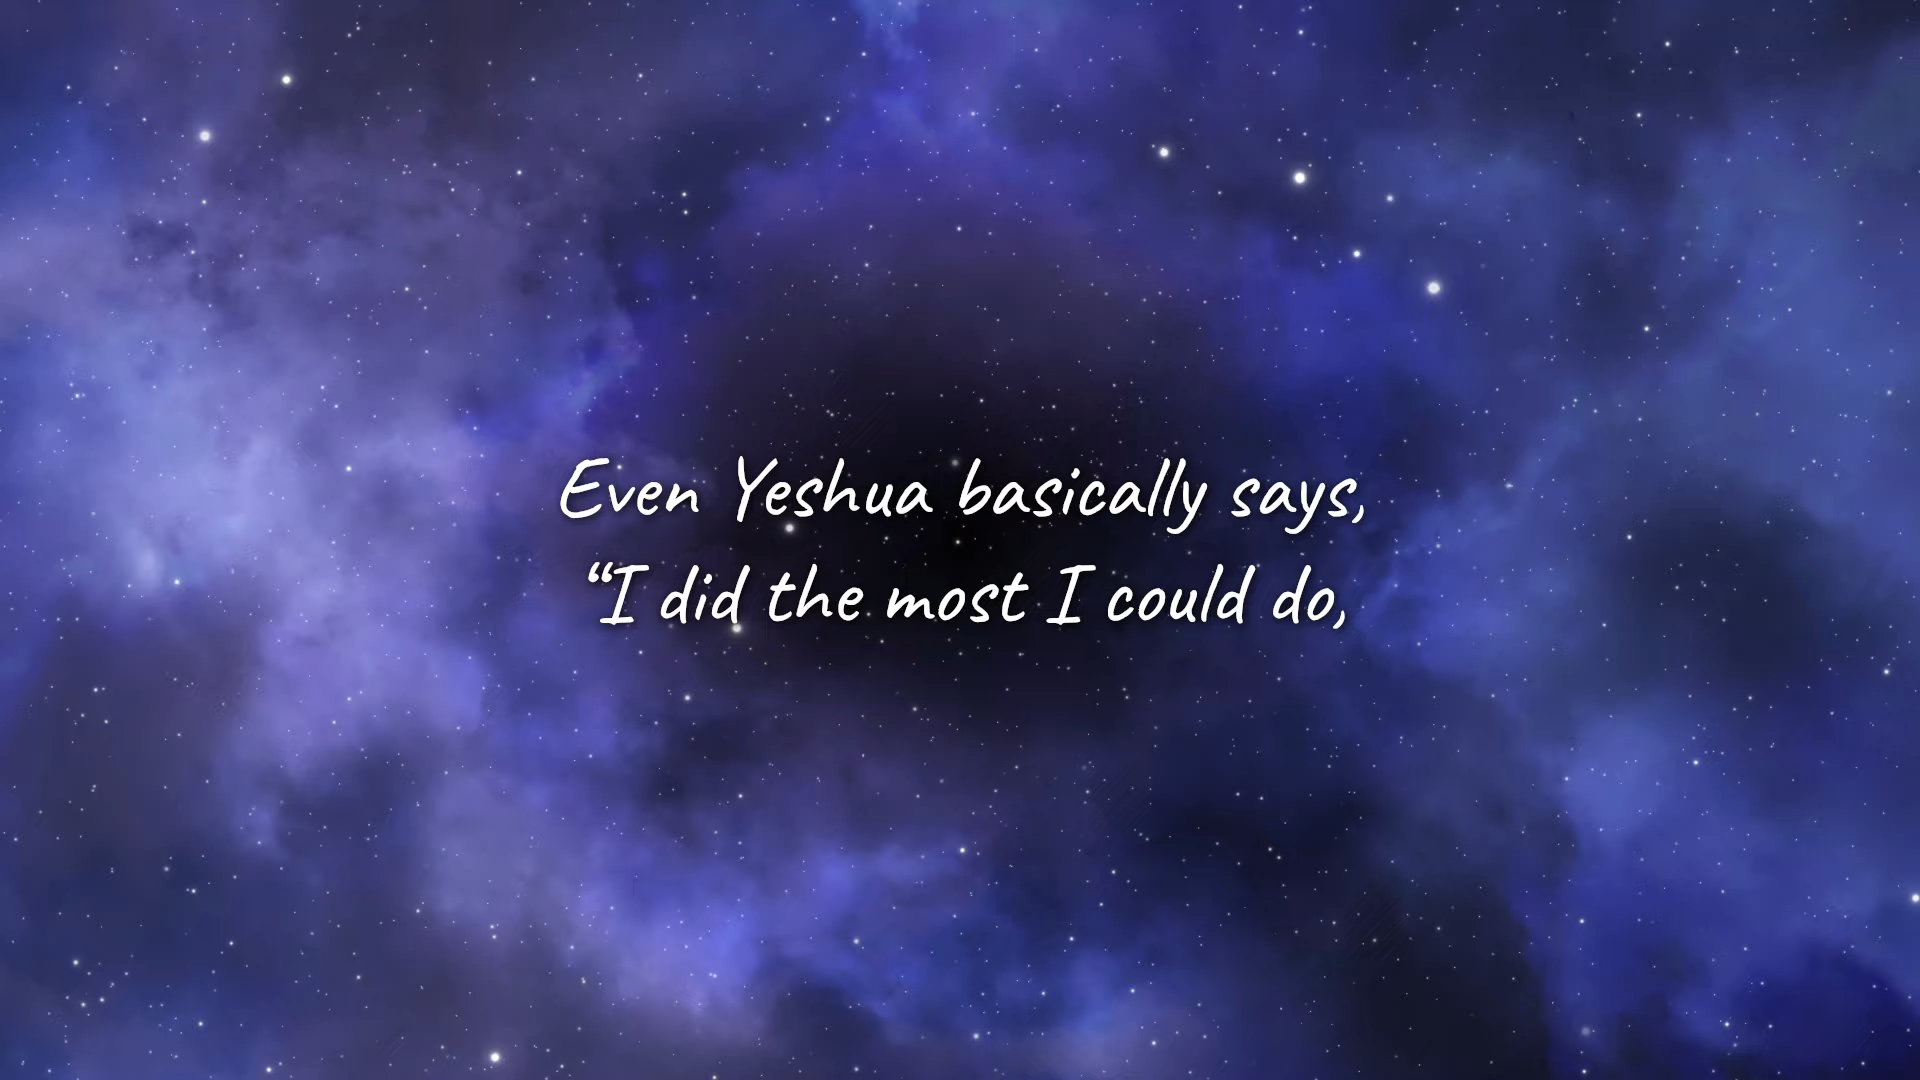 Even Yeshua basically says,
“I did the most I could do,